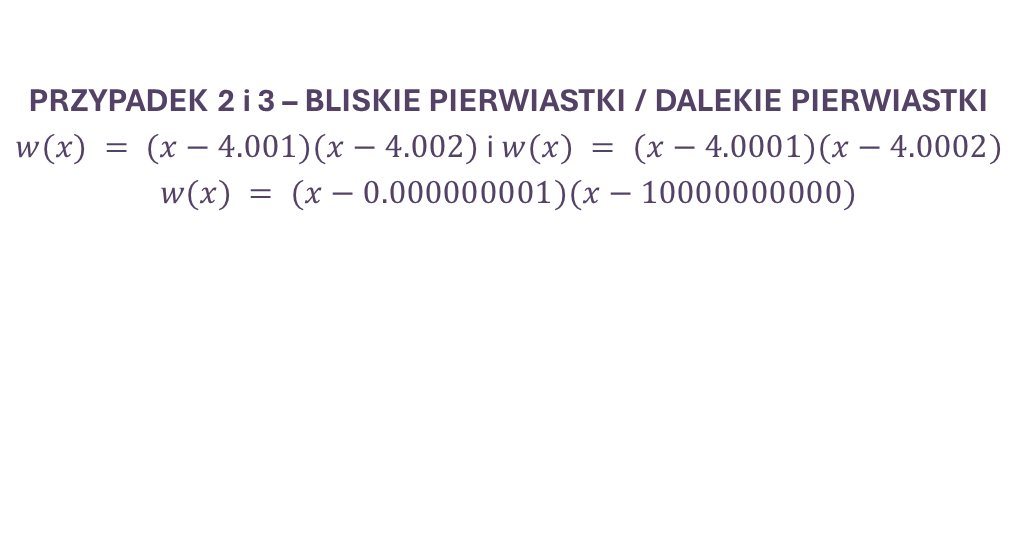 PRZYPADEK 2 i 3 – BLISKIE PIERWIASTKI / DALEKIE PIERWIASTKI
w(x) = (x − 4.001)(x − 4.002) i w(x) = (x − 4.0001)(x − 4.0002)
w(x) = (x − 0.000000001)(x − 10000000000)